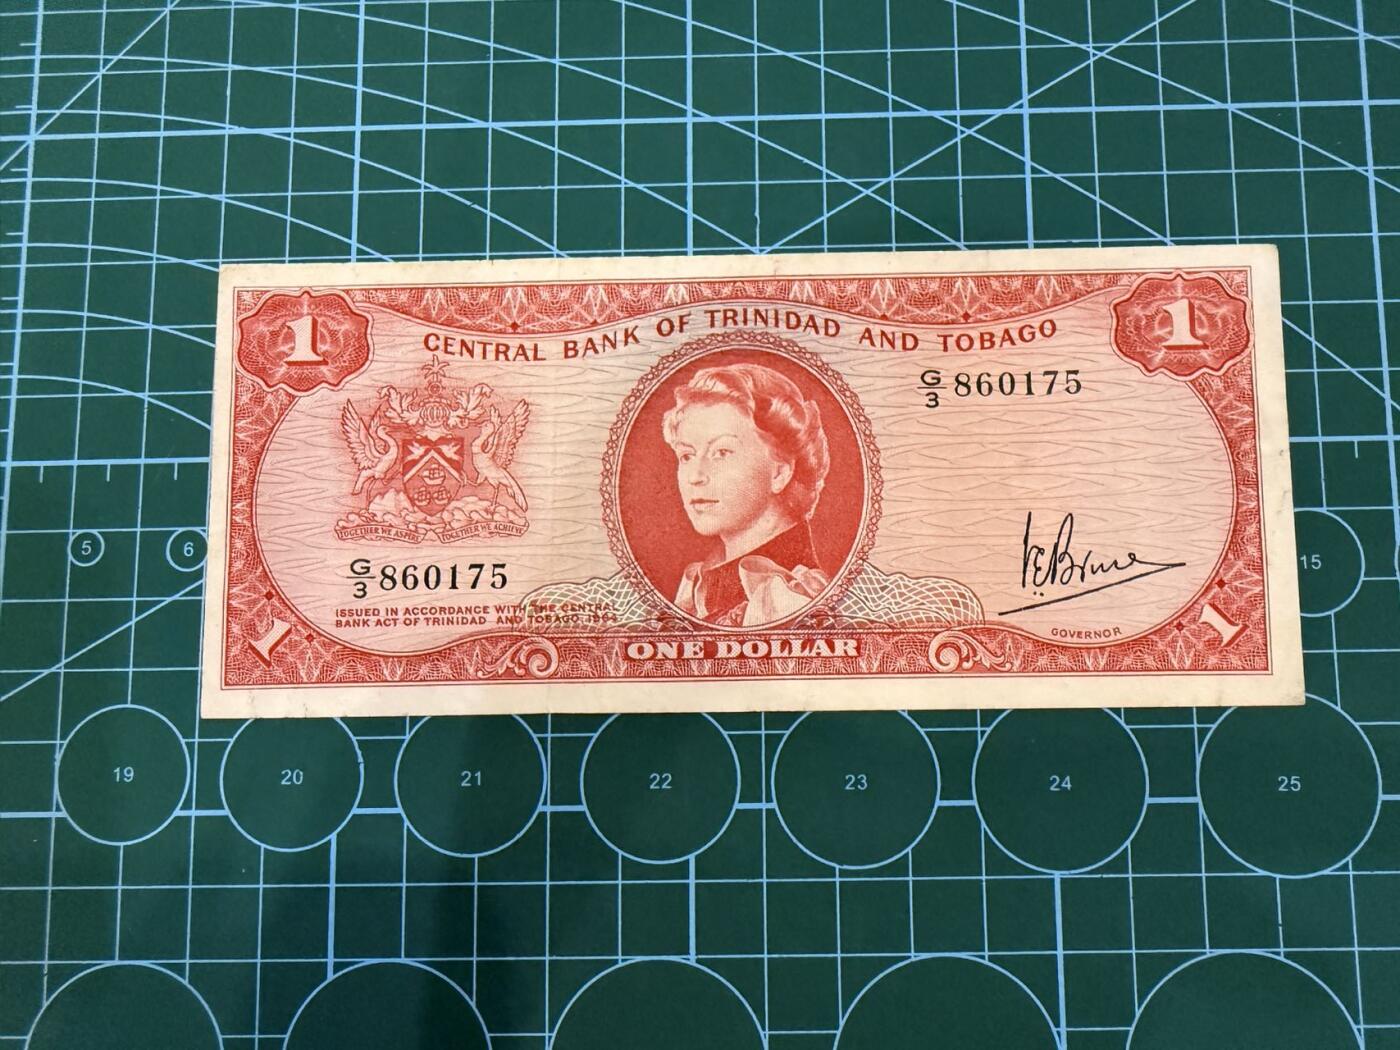 1
1
CENTRAL BANK OF TRINIDAD AND TOBAGO
G/3 860175
TOGETHER WE ASPIRE TOGETHER WE ACHIEVE
G/3 860175
ISSUED IN ACCORDANCE WITH THE CENTRAL
BANK ACT OF TRINIDAD AND TOBAGO 1964
GOVERNOR
1
ONE DOLLAR
1
5
6
15
19
20
21
22
23
24
25